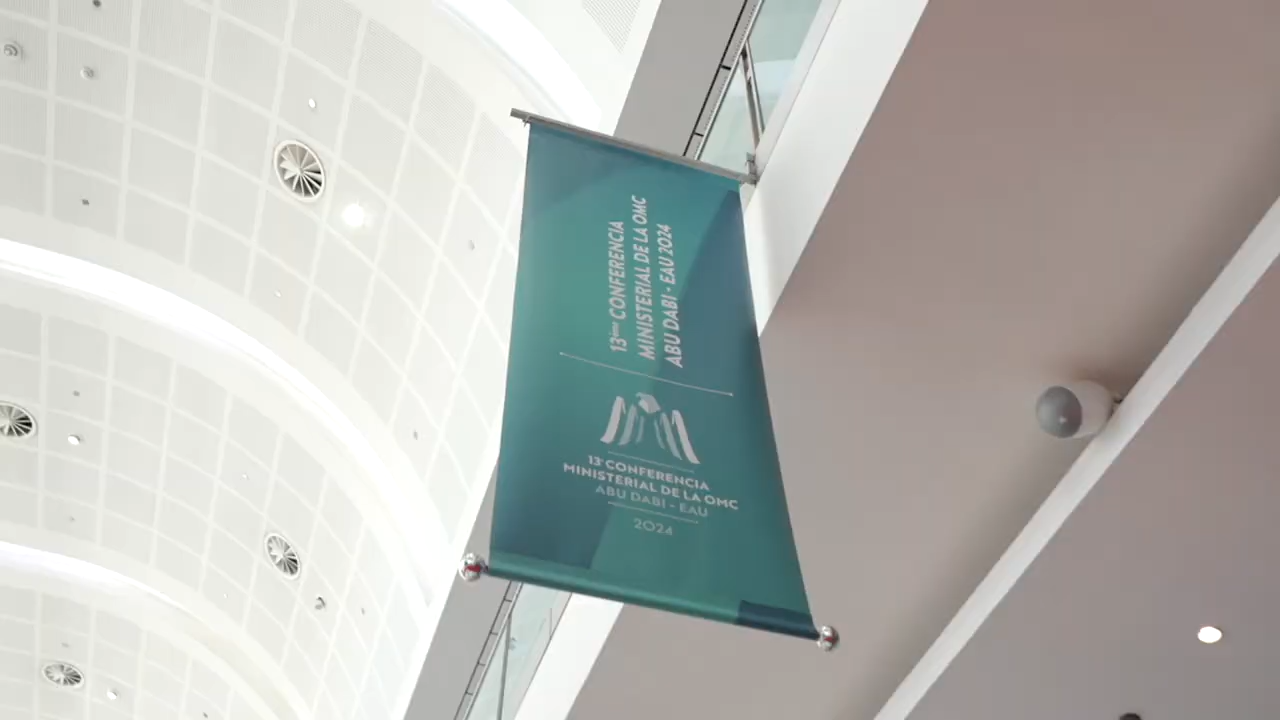 13ème CONFERENCIA
MINISTERIAL DE LA OMC
ABU DABI • EAU 2024
13ª CONFERENCIA
MINISTERIAL DE LA OMC
ABU DABI - EAU
2024